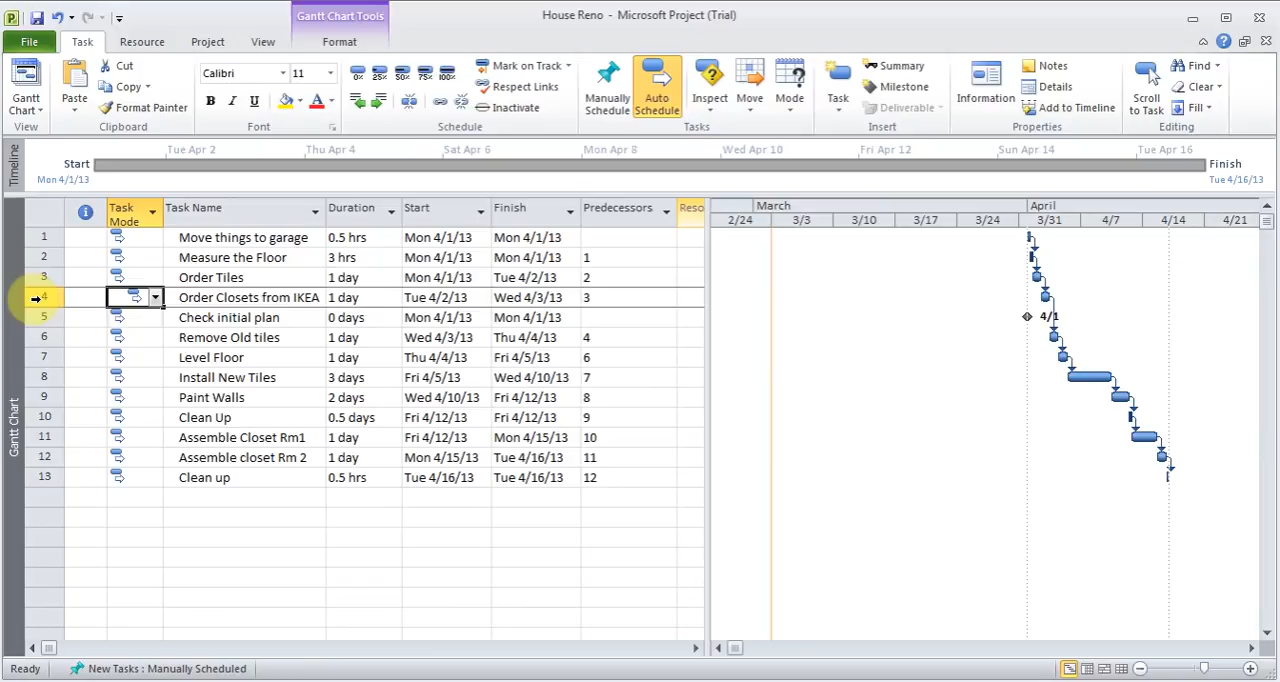 Gantt Chart Tools
House Reno - Microsoft Project (Trial)
File Task Resource Project View Format
Gantt Chart
View
Paste
Cut
Copy
Format Painter
Clipboard
Calibri 11
B I U A
Font
0% 25% 50% 75% 100%
Mark on Track
Respect Links
Inactivate
Schedule
Manually Schedule
Auto Schedule
Inspect
Move
Mode
Tasks
Task
Summary
Milestone
Deliverable
Insert
Information
Notes
Details
Add to Timeline
Properties
Scroll to Task
Find
Clear
Fill
Editing
Timeline
Tue Apr 2 Thu Apr 4 Sat Apr 6 Mon Apr 8 Wed Apr 10 Fri Apr 12 Sun Apr 14 Tue Apr 16
Start
Mon 4/1/13
Finish
Tue 4/16/13
Gantt Chart
Task Mode Task Name Duration Start Finish Predecessors Reso
1 Move things to garage 0.5 hrs Mon 4/1/13 Mon 4/1/13
2 Measure the Floor 3 hrs Mon 4/1/13 Mon 4/1/13 1
3 Order Tiles 1 day Mon 4/1/13 Tue 4/2/13 2
4 Order Closets from IKEA 1 day Tue 4/2/13 Wed 4/3/13 3
5 Check initial plan 0 days Mon 4/1/13 Mon 4/1/13
6 Remove Old tiles 1 day Wed 4/3/13 Thu 4/4/13 4
7 Level Floor 1 day Thu 4/4/13 Fri 4/5/13 6
8 Install New Tiles 3 days Fri 4/5/13 Wed 4/10/13 7
9 Paint Walls 2 days Wed 4/10/13 Fri 4/12/13 8
10 Clean Up 0.5 days Fri 4/12/13 Fri 4/12/13 9
11 Assemble Closet Rm1 1 day Fri 4/12/13 Mon 4/15/13 10
12 Assemble closet Rm 2 1 day Mon 4/15/13 Tue 4/16/13 11
13 Clean up 0.5 hrs Tue 4/16/13 Tue 4/16/13 12
March April
2/24 3/3 3/10 3/17 3/24 3/31 4/7 4/14 4/21
4/1
Ready New Tasks : Manually Scheduled